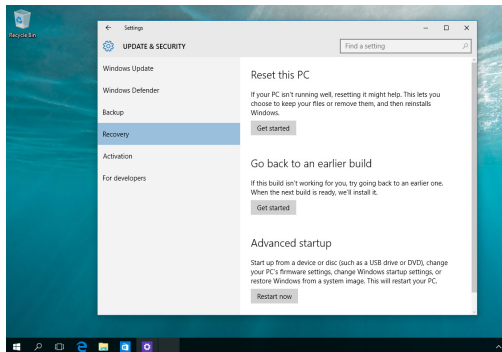 Recycle Bin
Settings
UPDATE & SECURITY
Find a setting
Windows Update
Windows Defender
Backup
Recovery
Activation
For developers
Reset this PC
If your PC isn't running well, resetting it might help. This lets you
choose to keep your files or remove them, and then reinstalls
Windows.
Get started
Go back to an earlier build
If this build isn't working for you, try going back to an earlier one.
When the next build is ready, we'll install it.
Get started
Advanced startup
Start up from a device or disc (such as a USB drive or DVD), change
your PC's firmware settings, change Windows startup settings, or
restore Windows from a system image. This will restart your PC.
Restart now